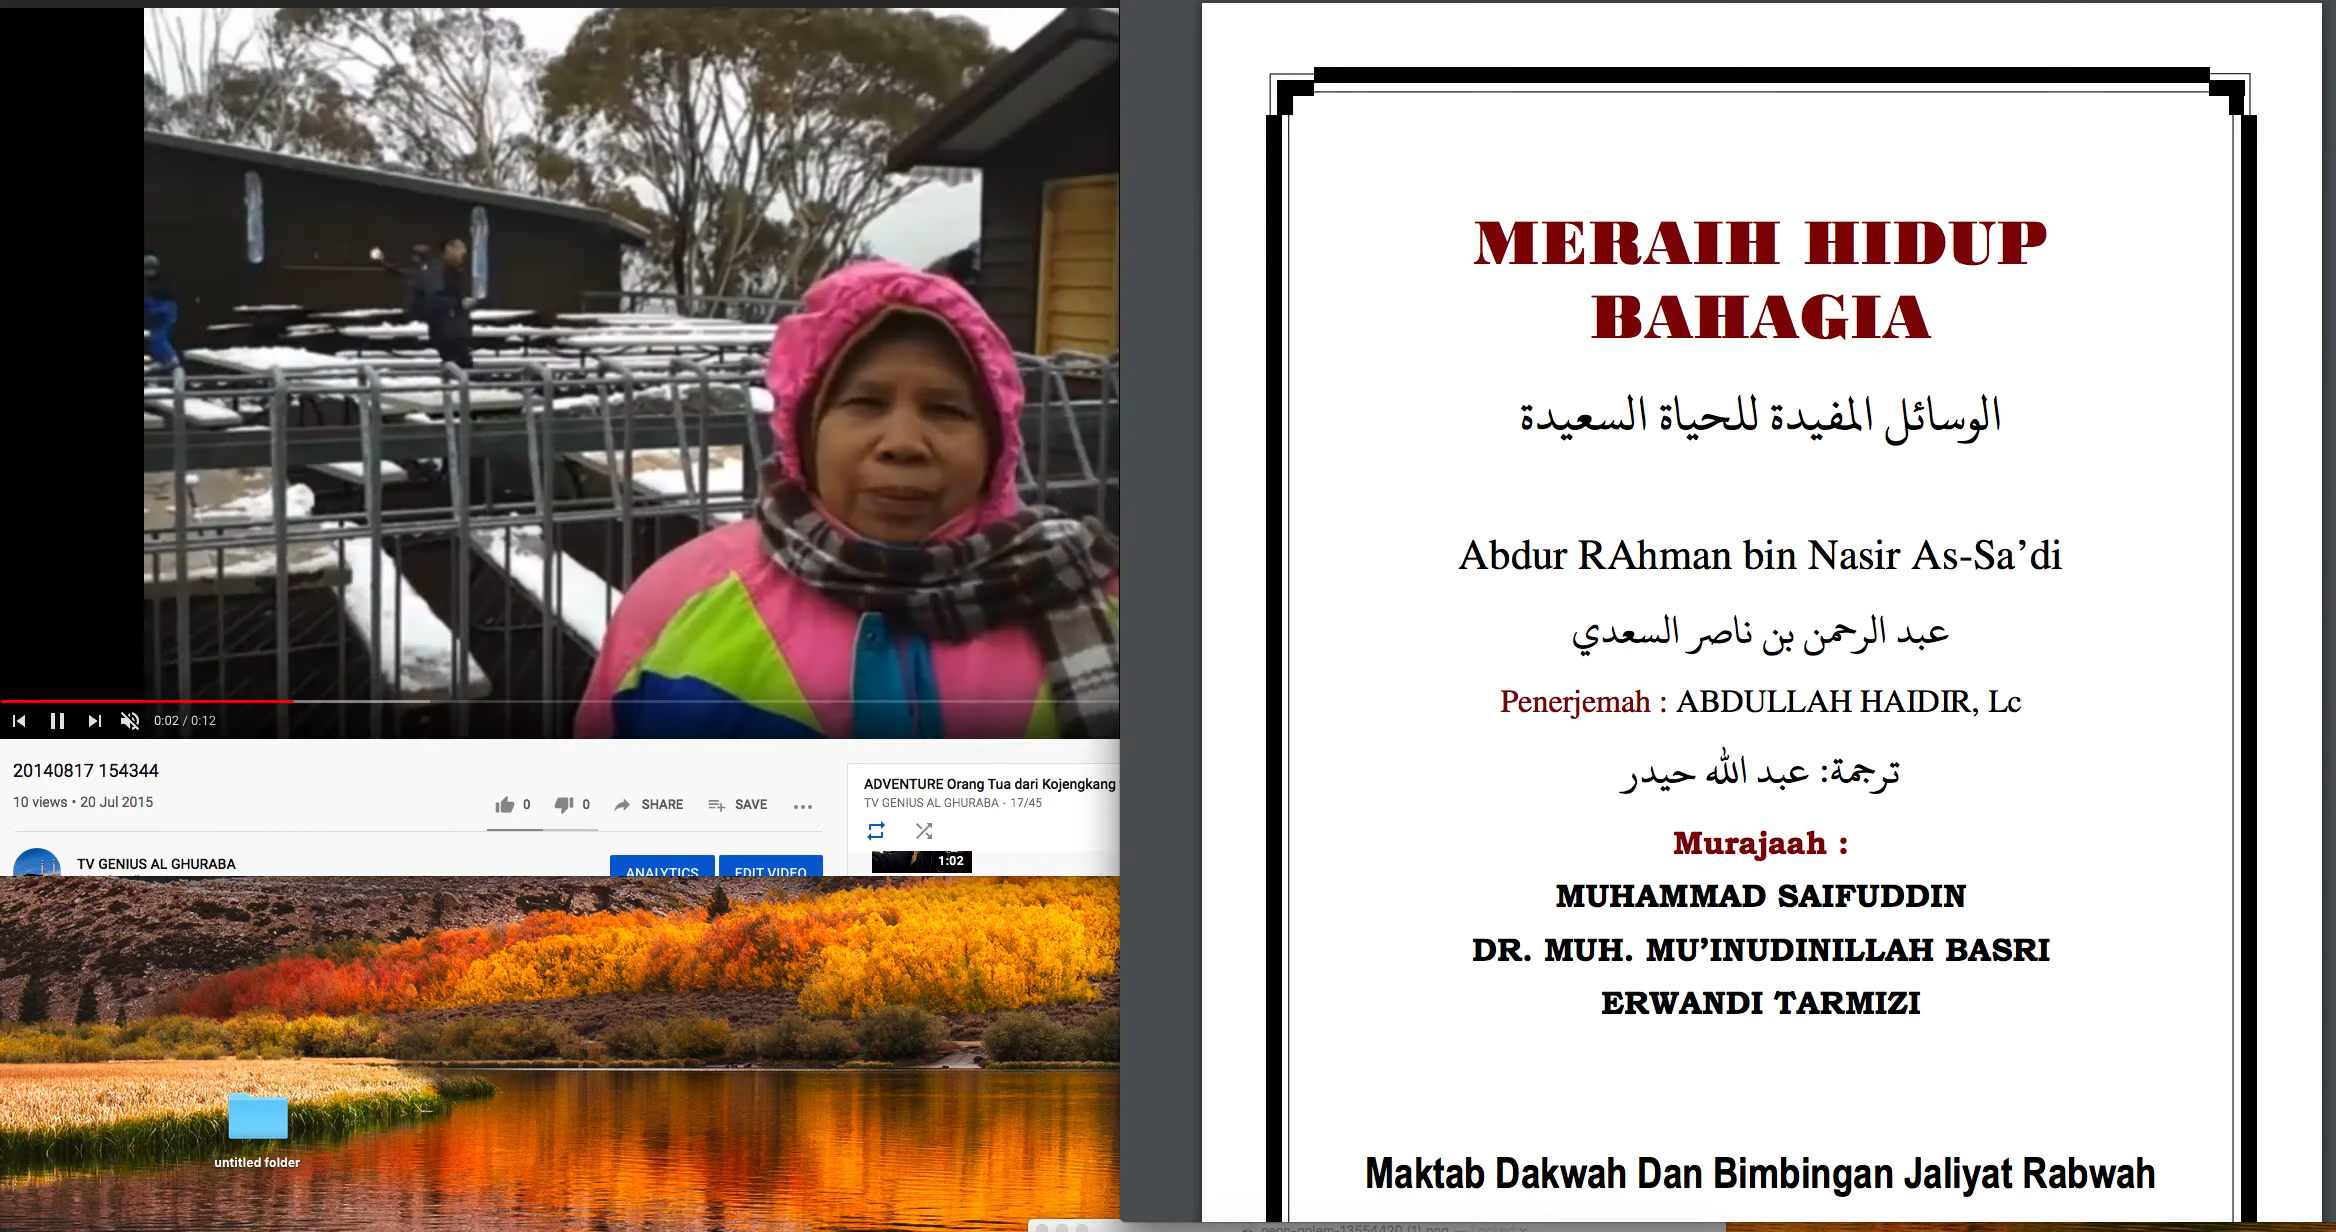 0:02 / 0:12
20140817 154344
10 views • 20 Jul 2015
0
0
SHARE
SAVE
TV GENIUS AL GHURABA
ANALYTICS
EDIT VIDEO
ADVENTURE Orang Tua dari Kojengkang
TV GENIUS AL GHURABA - 17/45
1:02
untitled folder
MERAIH HIDUP
BAHAGIA
الوسائل المفيدة للحياة السعيدة
Abdur RAhman bin Nasir As-Sa’di
عبد الرحمن بن ناصر السعدي
Penerjemah : ABDULLAH HAIDIR, Lc
ترجمة: عبد الله حيدر
Murajaah :
MUHAMMAD SAIFUDDIN
DR. MUH. MU’INUDINILLAH BASRI
ERWANDI TARMIZI
Maktab Dakwah Dan Bimbingan Jaliyat Rabwah